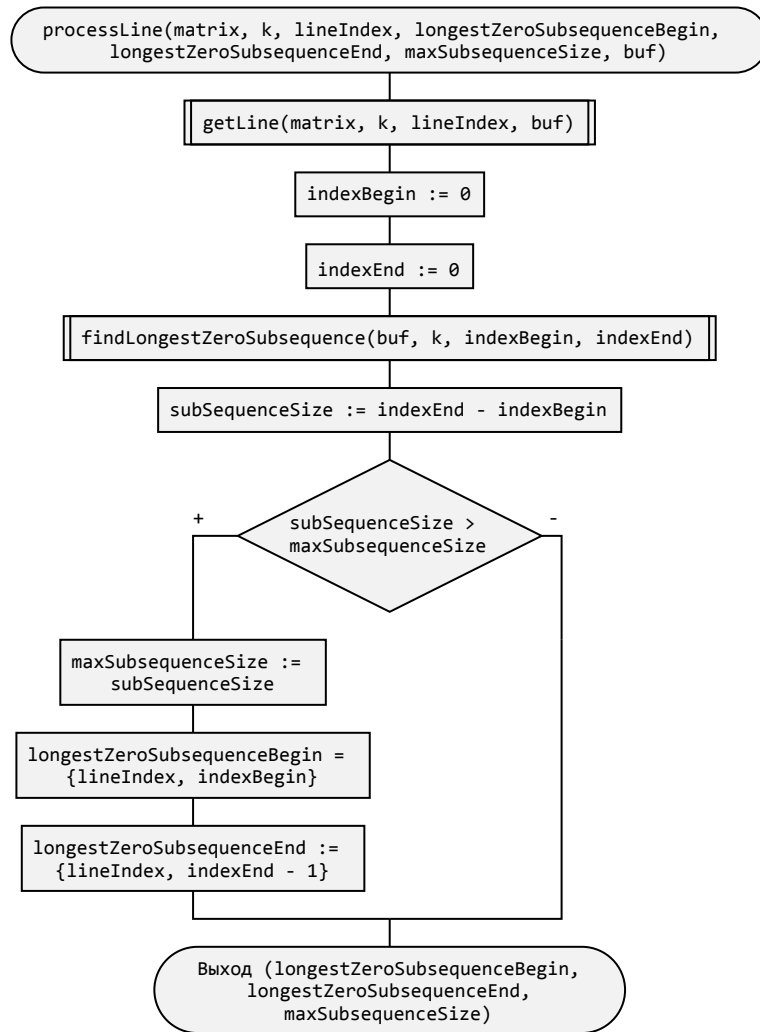 processLine(matrix, k, lineIndex, longestZeroSubsequenceBegin,
longestZeroSubsequenceEnd, maxSubsequenceSize, buf)
getLine(matrix, k, lineIndex, buf)
indexBegin := 0
indexEnd := 0
findLongestZeroSubsequence(buf, k, indexBegin, indexEnd)
subSequenceSize := indexEnd - indexBegin
+
-
subSequenceSize >
maxSubsequenceSize
maxSubsequenceSize :=
subSequenceSize
longestZeroSubsequenceBegin =
{lineIndex, indexBegin}
longestZeroSubsequenceEnd :=
{lineIndex, indexEnd - 1}
Выход (longestZeroSubsequenceBegin,
longestZeroSubsequenceEnd,
maxSubsequenceSize)